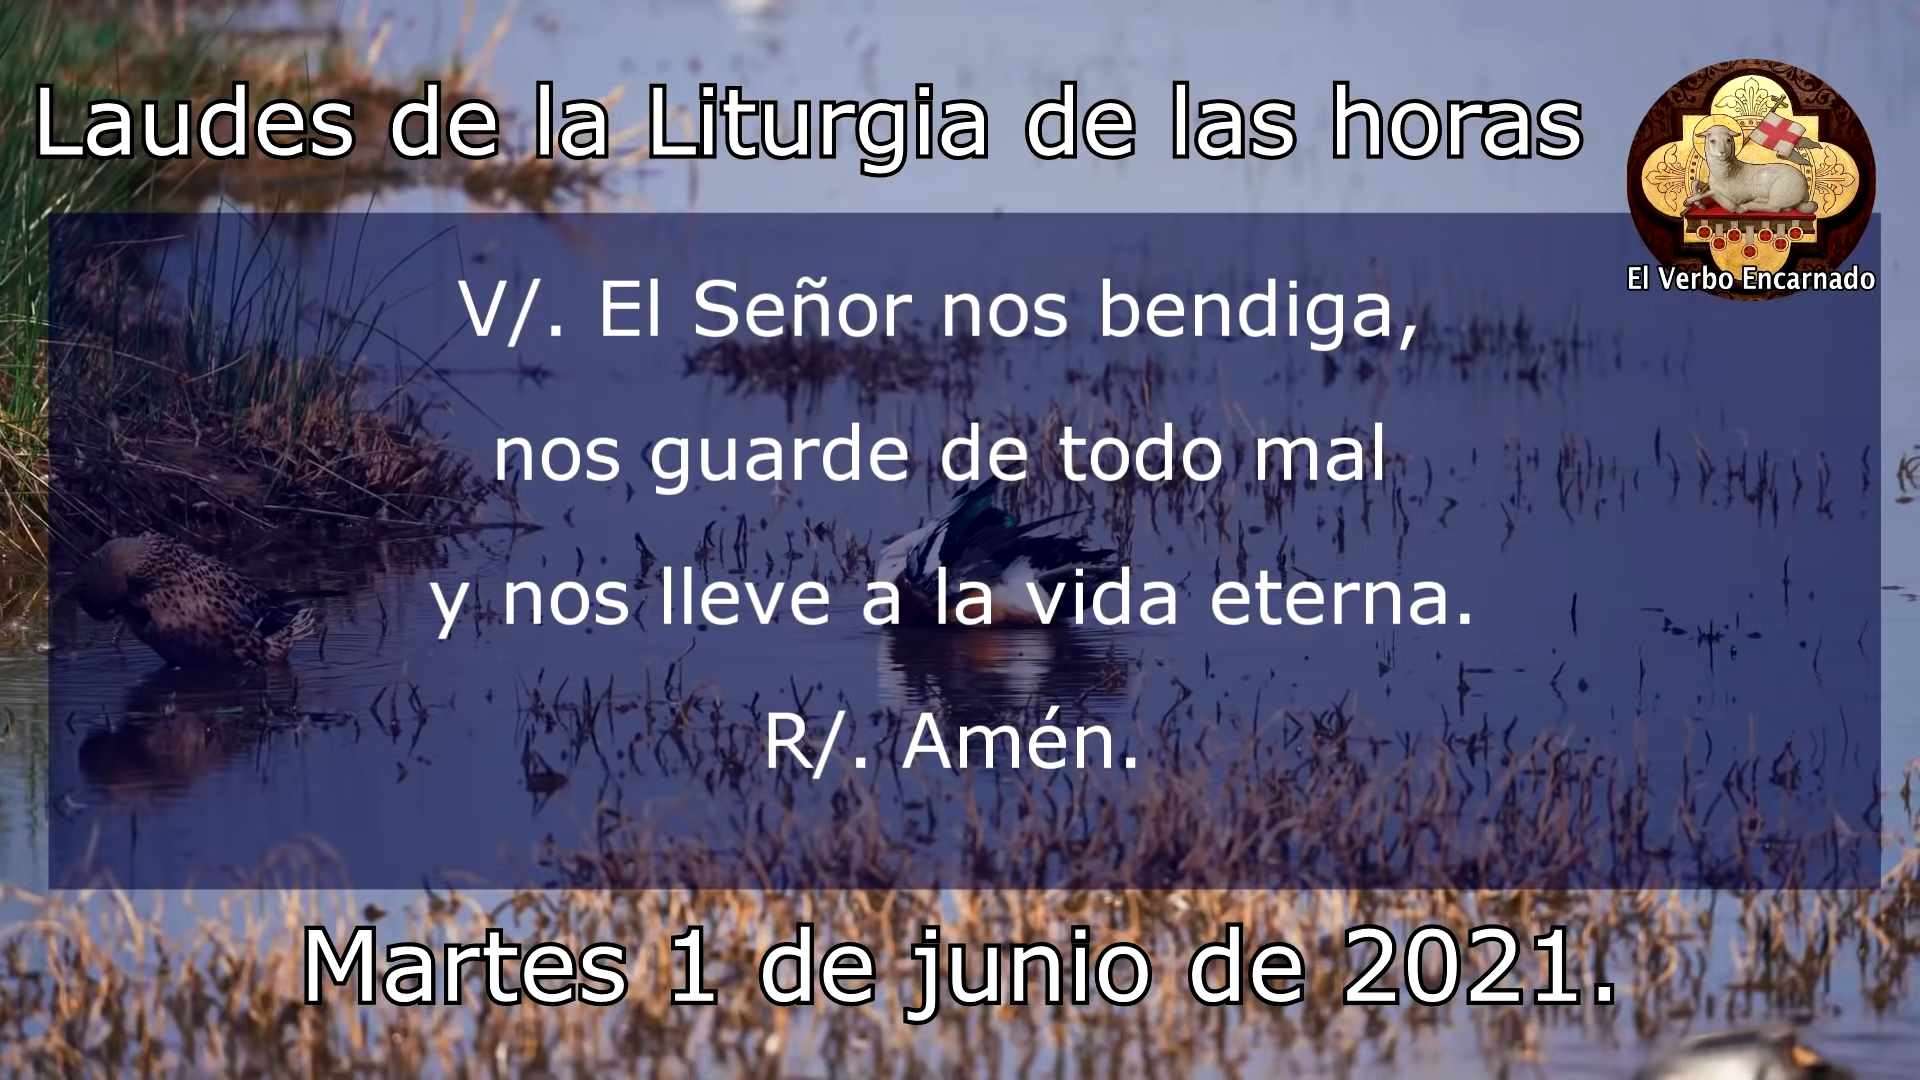 Laudes de la Liturgia de las horas
El Verbo Encarnado
V/. El Señor nos bendiga,
nos guarde de todo mal
y nos lleve a la vida eterna.
R/. Amén.
Martes 1 de junio de 2021.